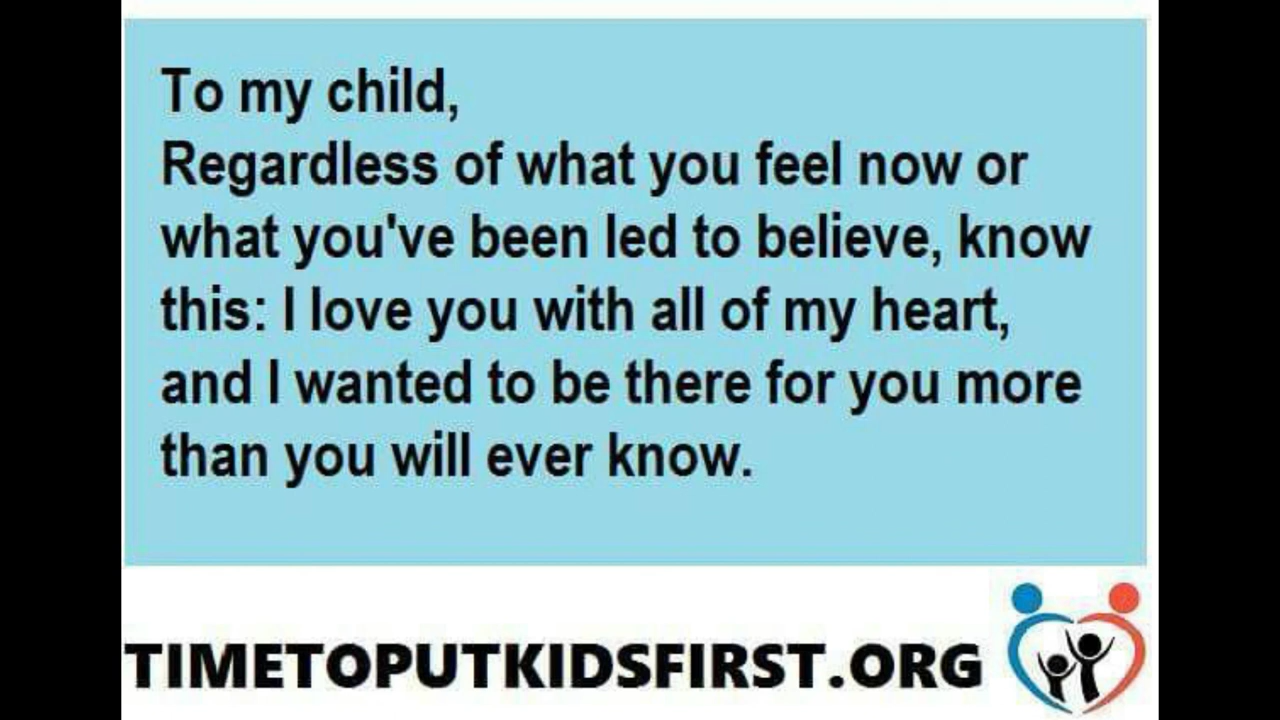 To my child,
Regardless of what you feel now or
what you've been led to believe, know
this: I love you with all of my heart,
and I wanted to be there for you more
than you will ever know.
TIMETOPUTKIDSFIRST.ORG